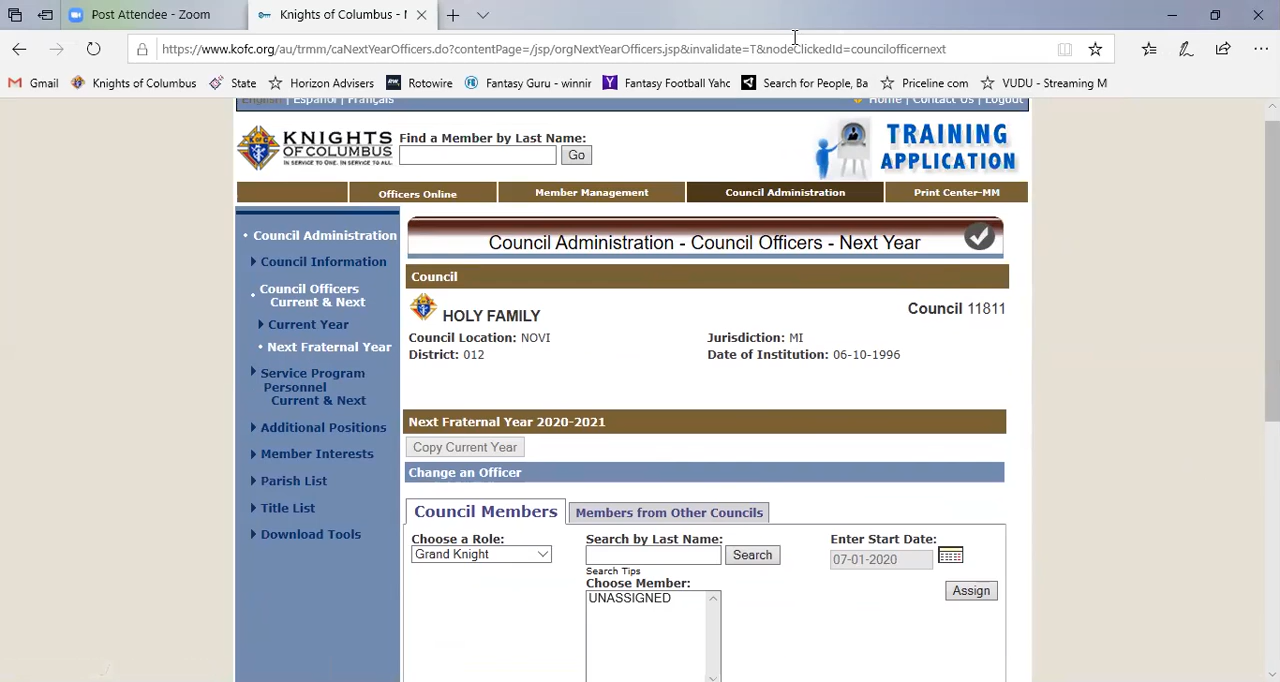 Post Attendee - Zoom
Knights of Columbus - N
https://www.kofc.org/au/trmm/caNextYearOfficers.do?contentPage=/jsp/orgNextYearOfficers.jsp&invalidate=T&nodeClickedId=councilofficernext
Gmail Knights of Columbus State Horizon Advisers Rotowire Fantasy Guru - winnir Fantasy Football Yahc Search for People, Ba Priceline.com VUDU - Streaming M
English | Español | Français Home | Contact Us | Logout
KNIGHTS
OF COLUMBUS
IN SERVICE TO ONE. IN SERVICE TO ALL.
Find a Member by Last Name:
Go
TRAINING
APPLICATION
Officers Online Member Management Council Administration Print Center-MM
Council Administration
Council Information
Council Officers
Current & Next
Current Year
Next Fraternal Year
Service Program
Personnel
Current & Next
Additional Positions
Member Interests
Parish List
Title List
Download Tools
Council Administration - Council Officers - Next Year
Council
HOLY FAMILY
Council 11811
Council Location: NOVI Jurisdiction: MI
District: 012 Date of Institution: 06-10-1996
Next Fraternal Year 2020-2021
Copy Current Year
Change an Officer
Council Members Members from Other Councils
Choose a Role: Search by Last Name: Enter Start Date:
Grand Knight Search 07-01-2020
Search Tips
Choose Member:
Assign
UNASSIGNED